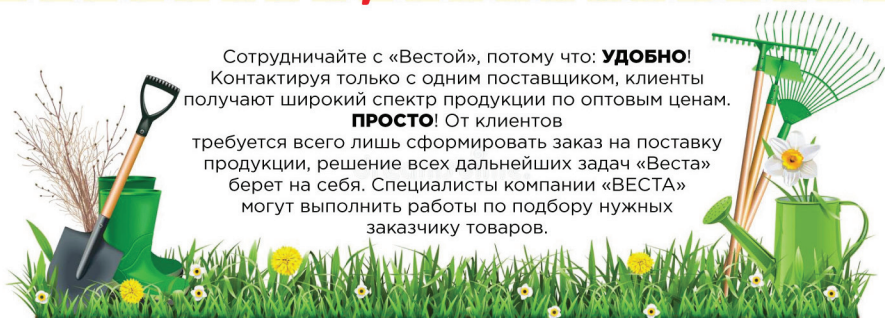 Сотрудничайте с «Вестой», потому что: УДОБНО!
Контактируя только с одним поставщиком, клиенты
получают широкий спектр продукции по оптовым ценам.
ПРОСТО! От клиентов
требуется всего лишь сформировать заказ на поставку
продукции, решение всех дальнейших задач «Веста»
берет на себя. Специалисты компании «ВЕСТА»
могут выполнить работы по подбору нужных
заказчику товаров.